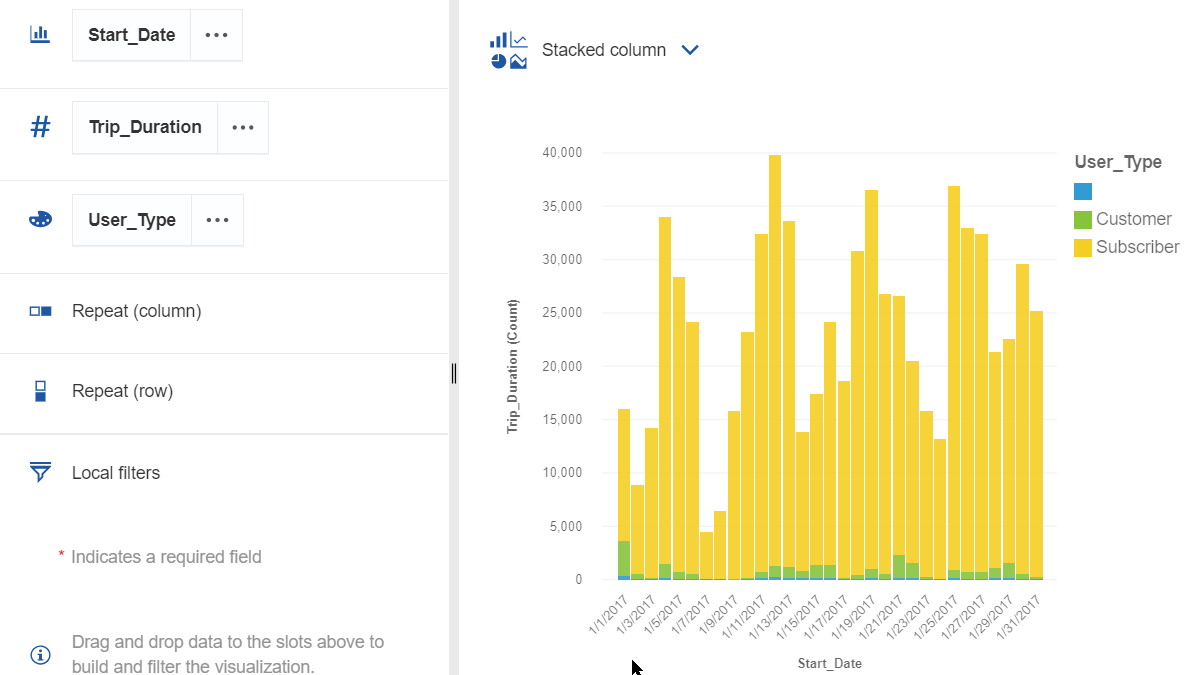 Start_Date
Trip_Duration
User_Type
Repeat (column)
Repeat (row)
Local filters
* Indicates a required field
Drag and drop data to the slots above to
build and filter the visualization.
Stacked column
40,000
35,000
30,000
25,000
20,000
15,000
10,000
5,000
0
Trip_Duration (Count)
1/1/2017
1/3/2017
1/5/2017
1/7/2017
1/9/2017
1/11/2017
1/13/2017
1/15/2017
1/17/2017
1/19/2017
1/21/2017
1/23/2017
1/25/2017
1/27/2017
1/29/2017
1/31/2017
Start_Date
User_Type
Customer
Subscriber